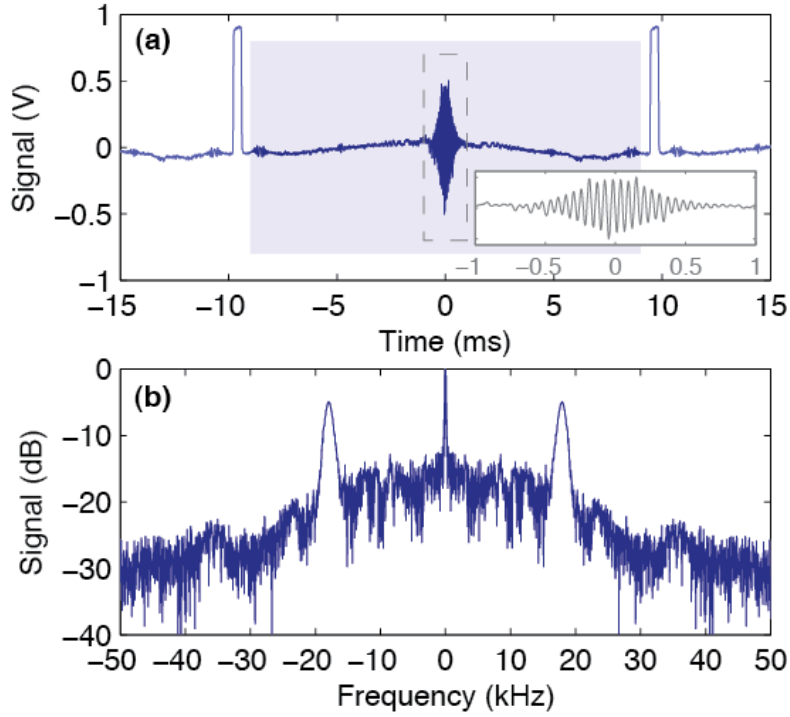 (a)
Signal (V)
1
0.5
0
−0.5
−1
−1 −0.5 0 0.5 1
−15 −10 −5 0 5 10 15
Time (ms)
(b)
Signal (dB)
0
−10
−20
−30
−40
−50 −40 −30 −20 −10 0 10 20 30 40 50
Frequency (kHz)